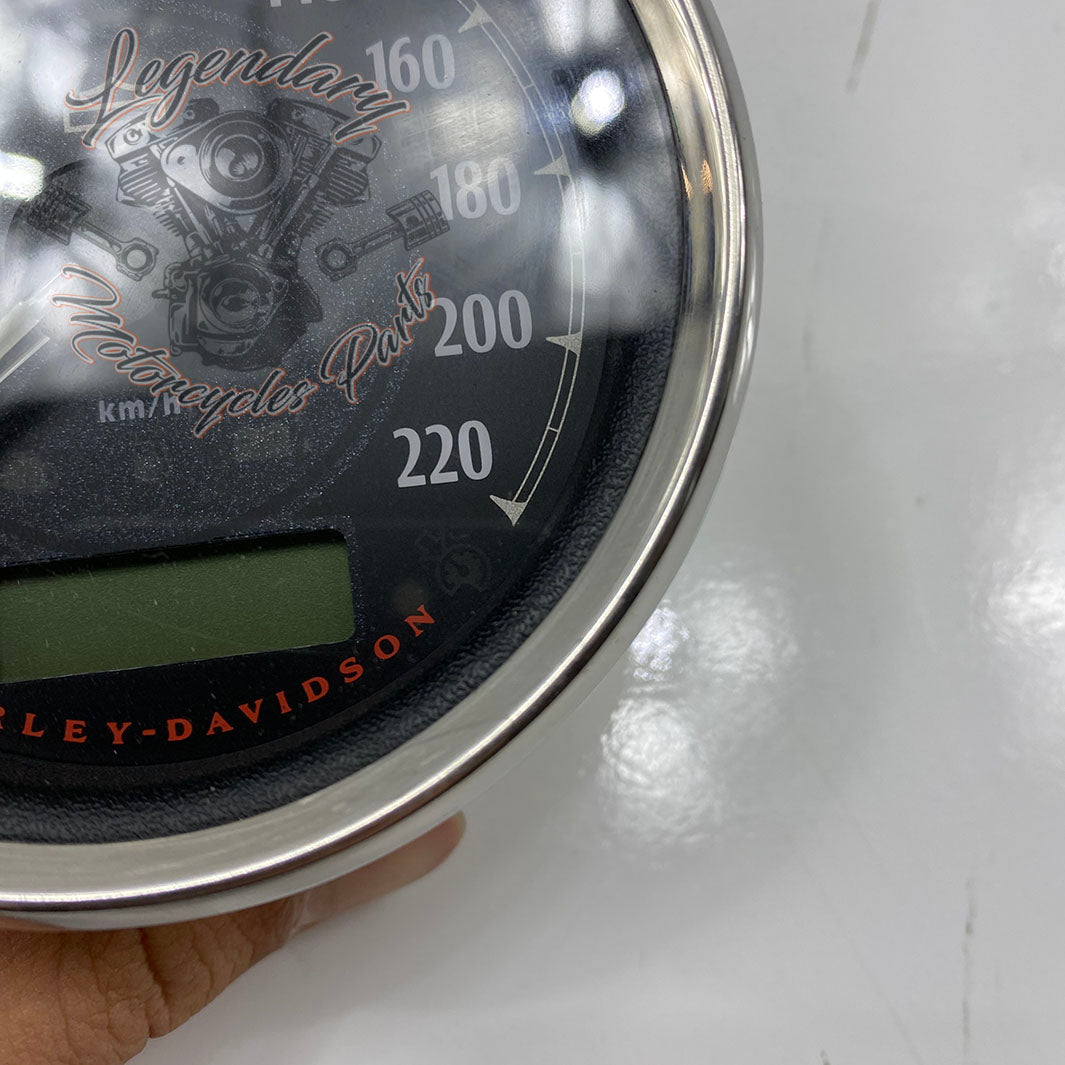 160
Legendary
180
200
Motorcycles Parts
km/h
220
RLEY-DAVIDSON